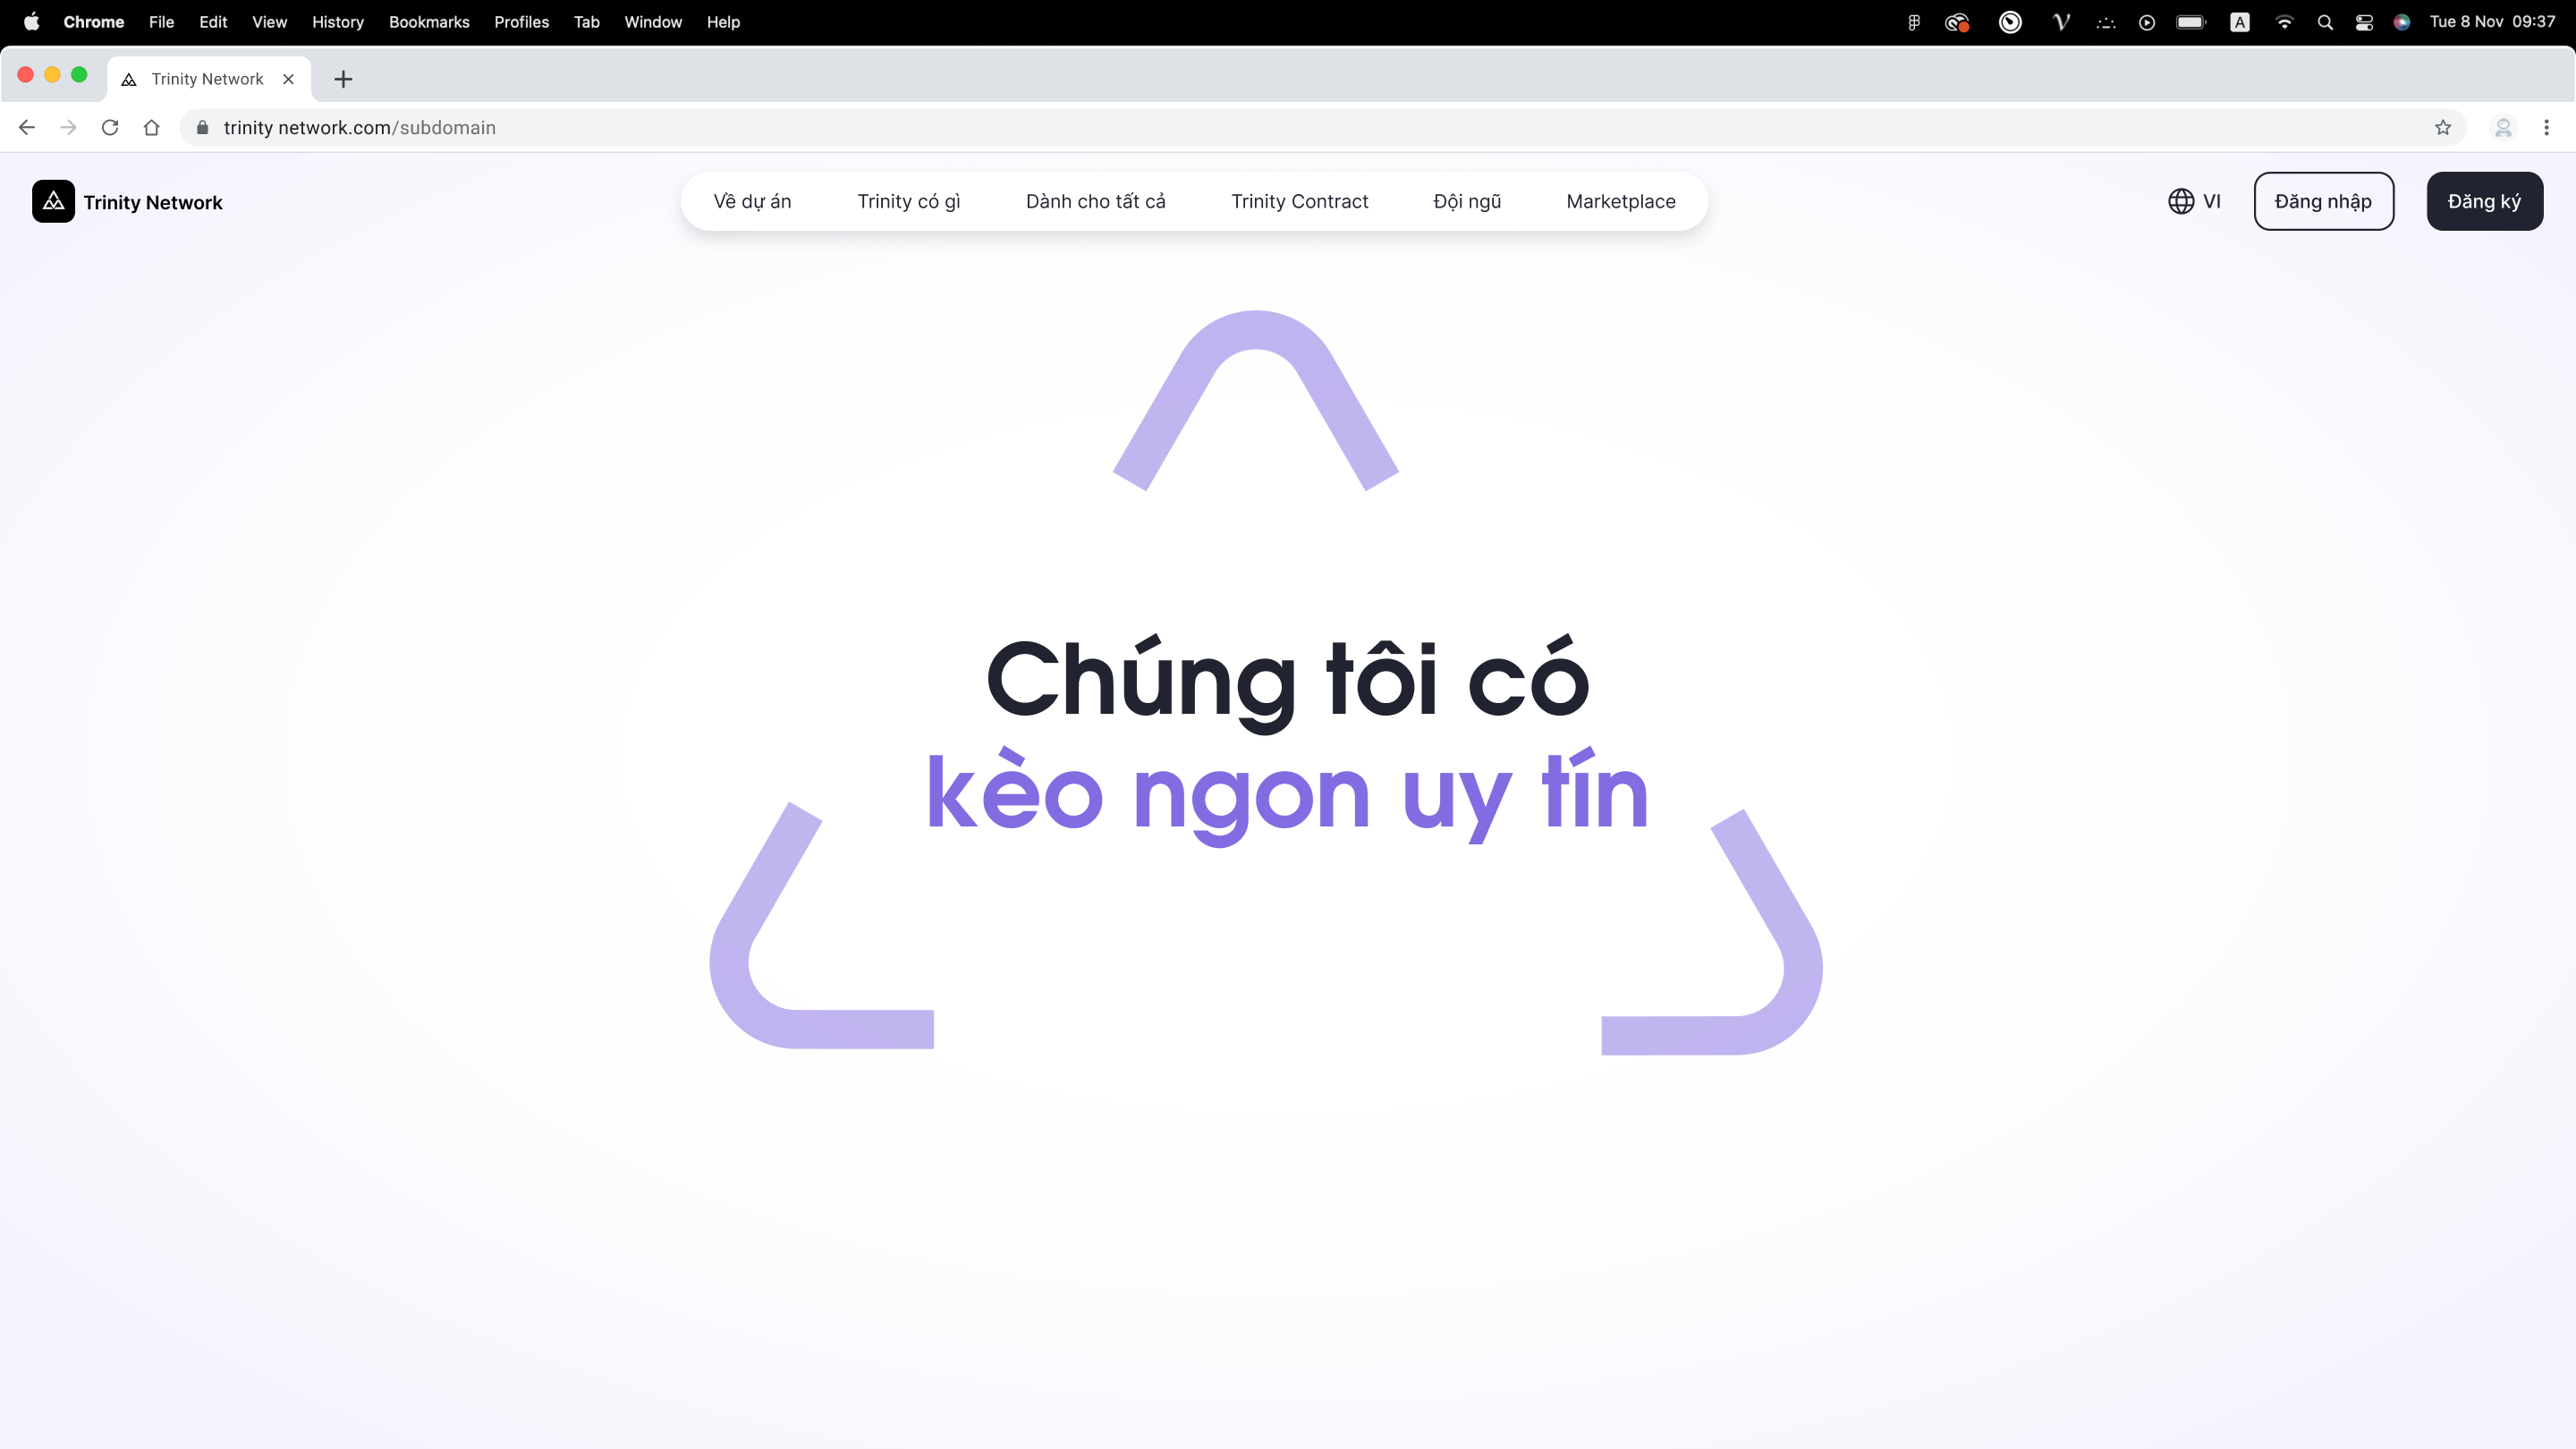 Chrome File Edit View History Bookmarks Profiles Tab Window Help A Tue 8 Nov 09:37
Trinity Network
trinity network.com/subdomain
Trinity Network Về dự án Trinity có gì Dành cho tất cả Trinity Contract Đội ngũ Marketplace VI Đăng nhập Đăng ký
Chúng tôi có
kèo ngon uy tín